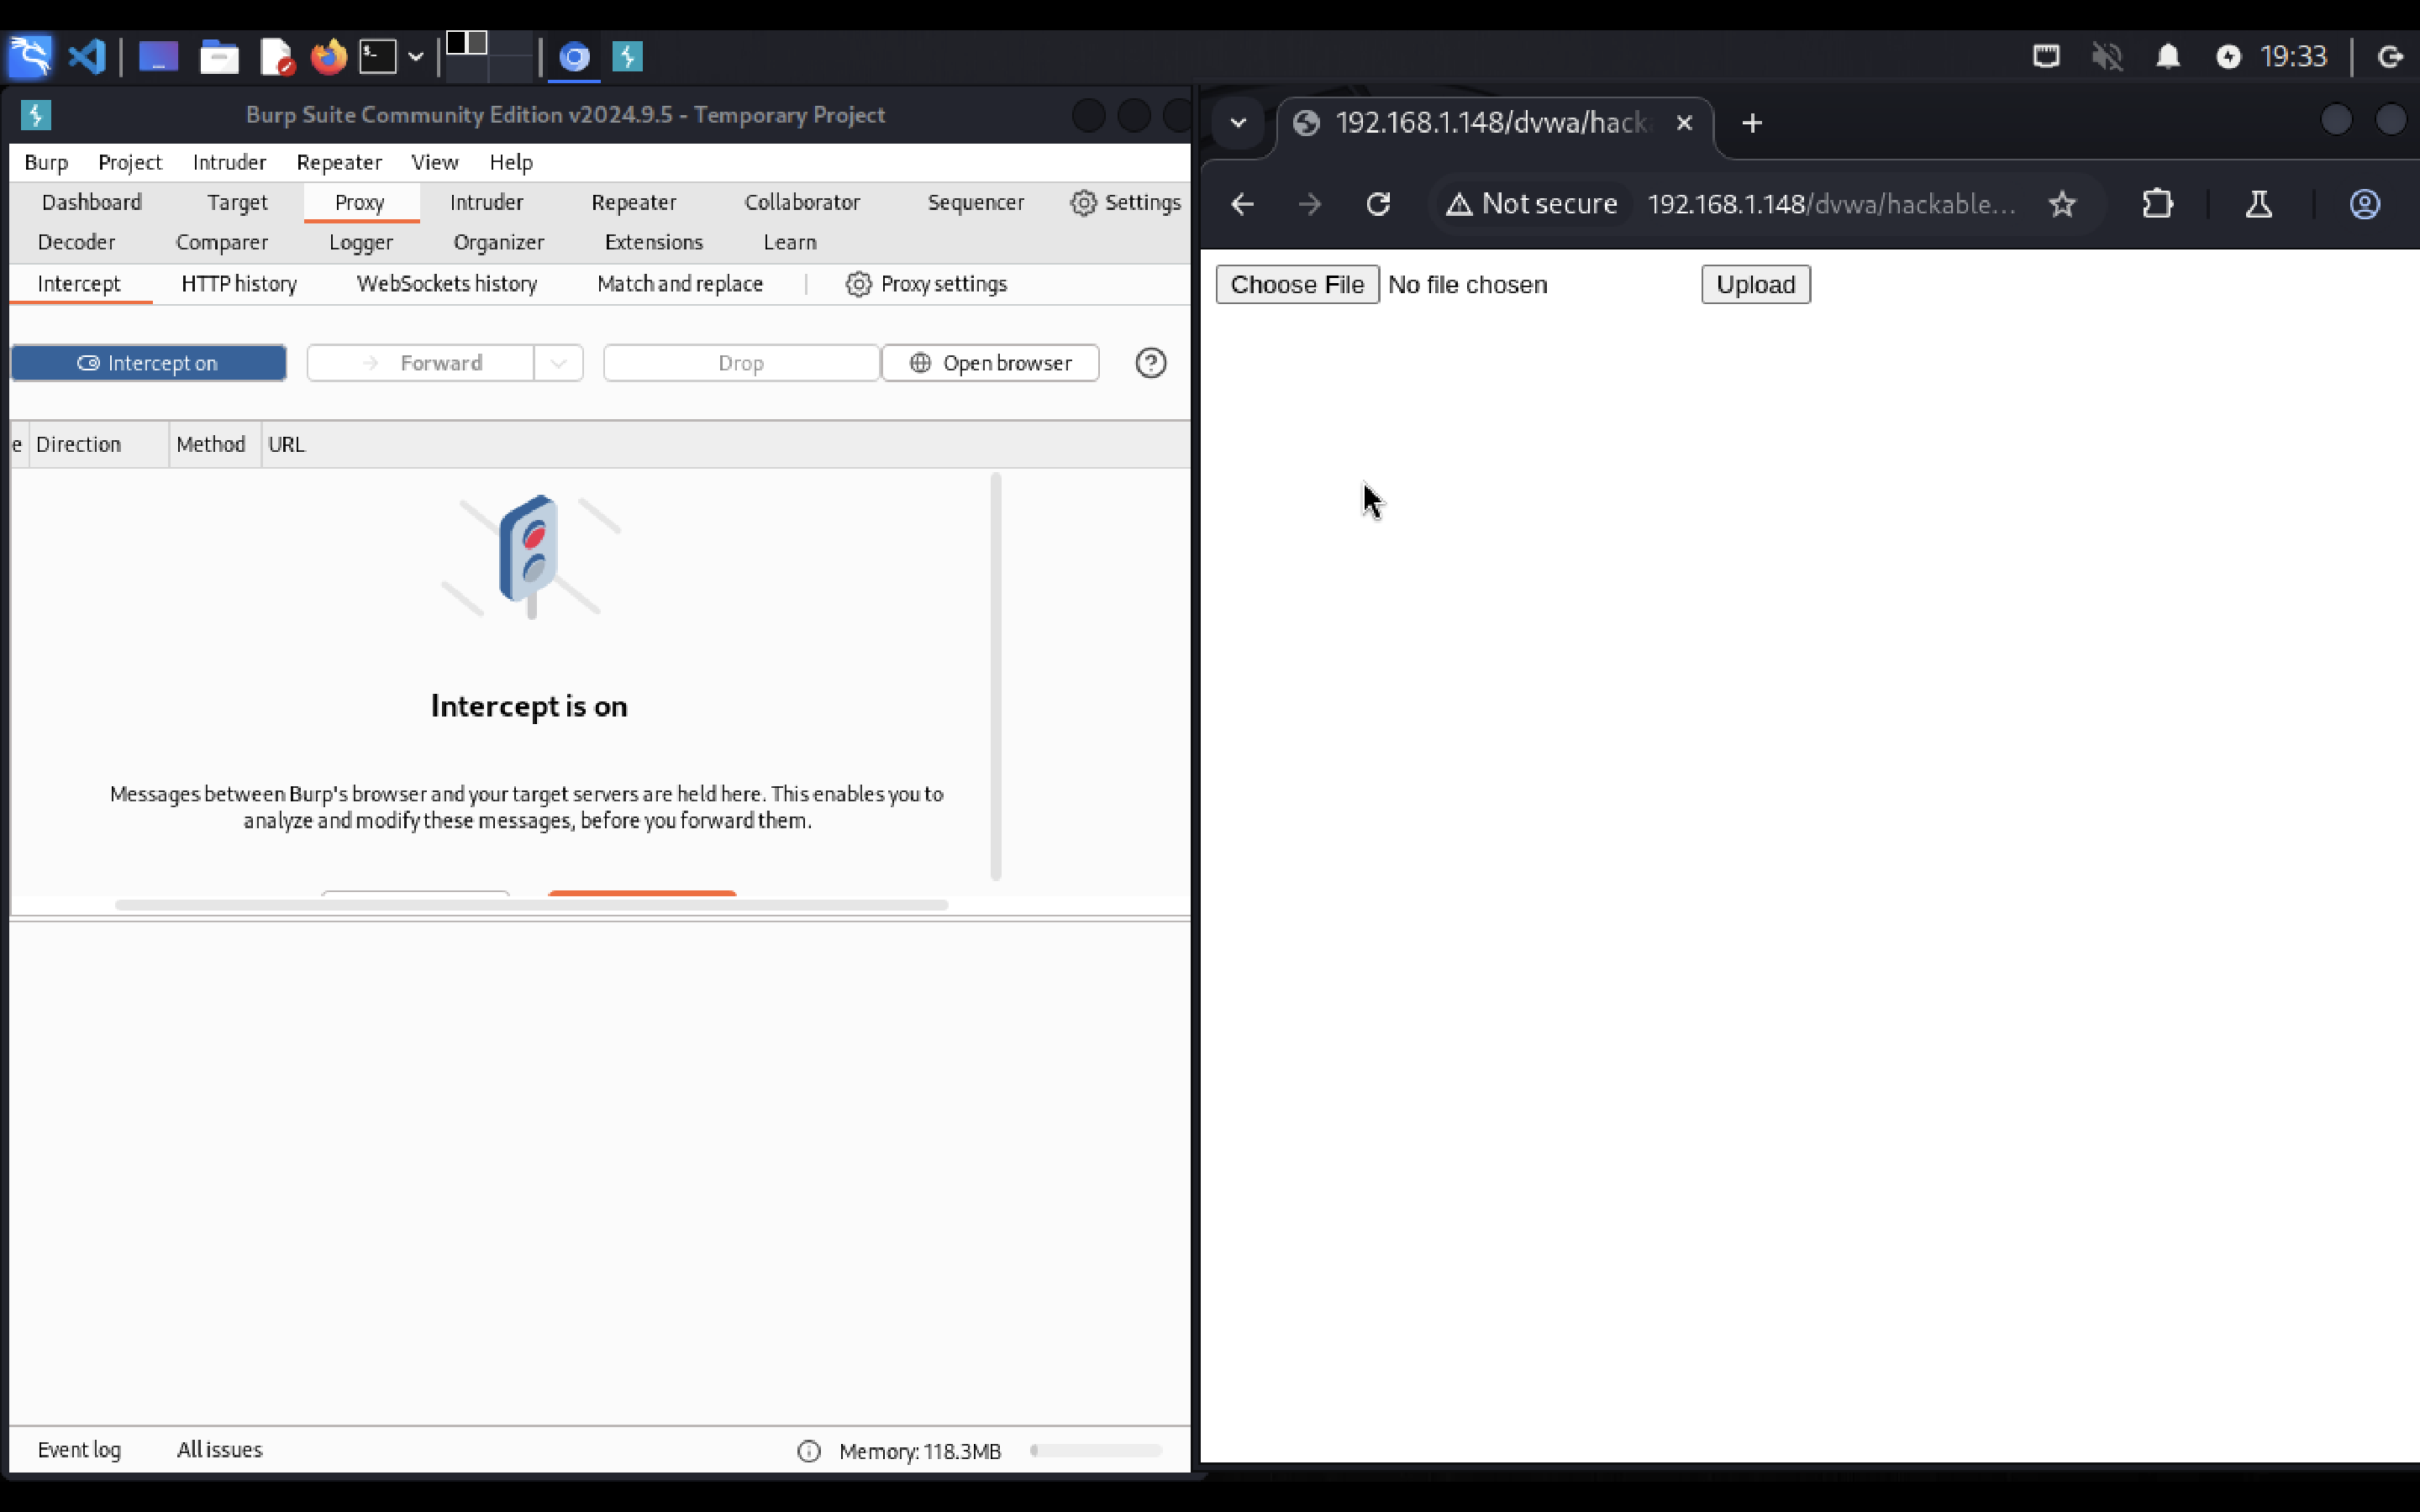 19:33
Burp Suite Community Edition v2024.9.5 - Temporary Project
Burp Project Intruder Repeater View Help
Dashboard Target Proxy Intruder Repeater Collaborator Sequencer Settings
Decoder Comparer Logger Organizer Extensions Learn
Intercept HTTP history WebSockets history Match and replace Proxy settings
Intercept on Forward Drop Open browser
e Direction Method URL
Intercept is on
Messages between Burp's browser and your target servers are held here. This enables you to
analyze and modify these messages, before you forward them.
Event log All issues Memory: 118.3MB
192.168.1.148/dvwa/hack
Not secure 192.168.1.148/dvwa/hackable...
Choose File No file chosen Upload